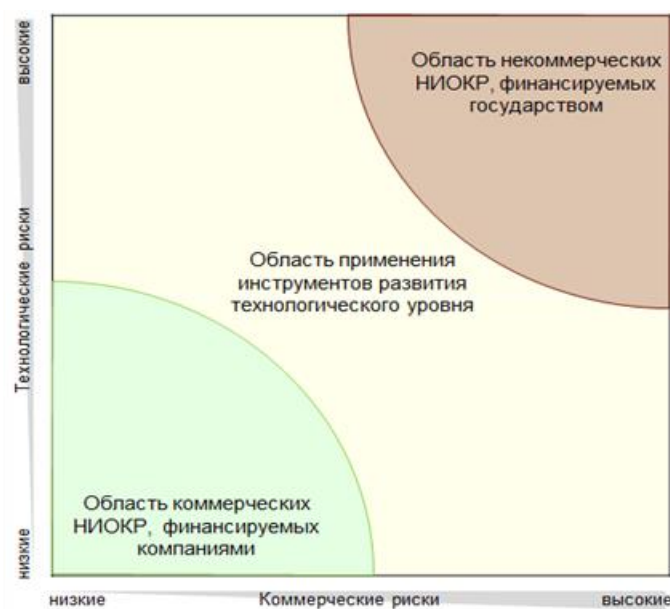 высокие
Технологические риски
низкие
Область некоммерческих
НИОКР, финансируемых
государством
Область применения
инструментов развития
технологического уровня
Область коммерческих
НИОКР, финансируемых
компаниями
низкие
Коммерческие риски
высокие